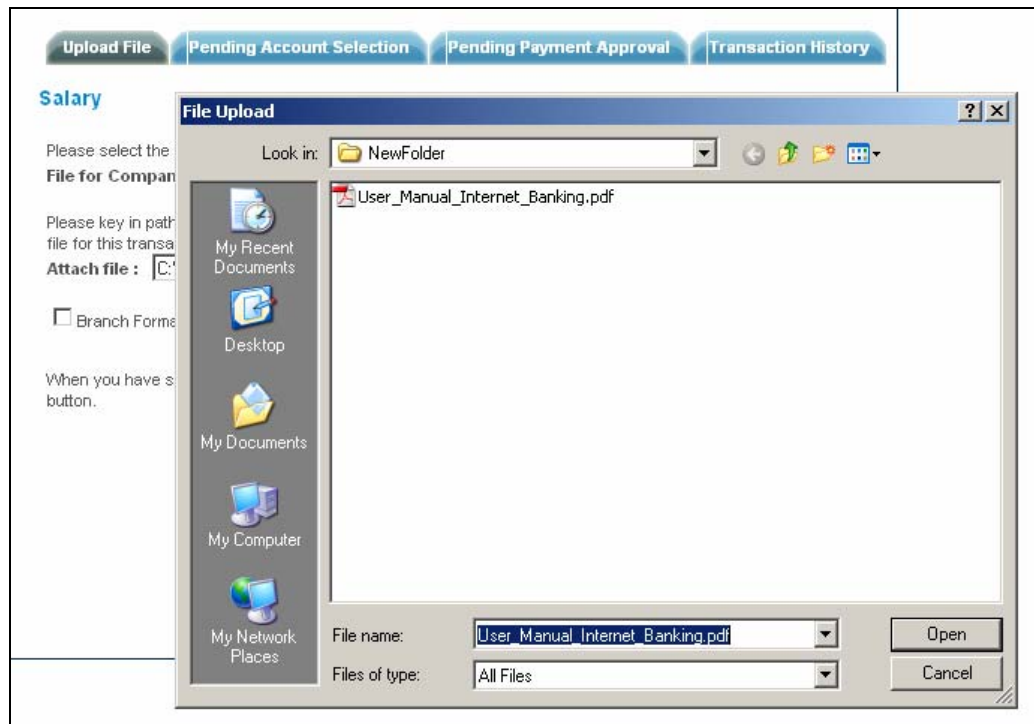 Upload File
Pending Account Selection
Pending Payment Approval
Transaction History
Salary
File Upload
Please select the
File for Compan
Look in:
NewFolder
User_Manual_Internet_Banking.pdf
Please key in path
file for this transa
Attach file :
C:
Branch Forma
When you have s
button.
My Recent
Documents
Desktop
My Documents
My Computer
My Network
Places
File name:
User_Manual_Internet_Banking.pdf
Open
Files of type:
All Files
Cancel